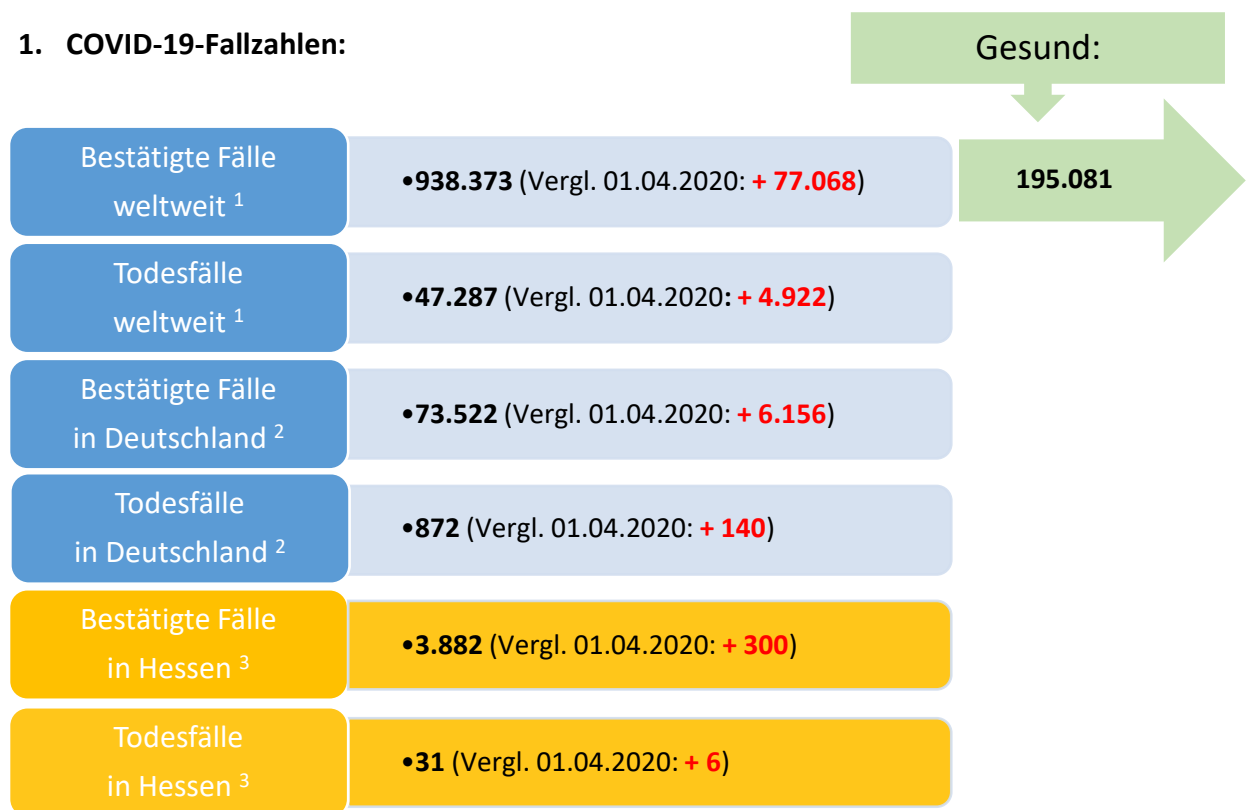 1. COVID-19-Fallzahlen:
Gesund:
Bestätigte Fälle
weltweit ¹
•938.373 (Vergl. 01.04.2020: + 77.068)
195.081
Todesfälle
weltweit ¹
•47.287 (Vergl. 01.04.2020: + 4.922)
Bestätigte Fälle
in Deutschland ²
•73.522 (Vergl. 01.04.2020: + 6.156)
Todesfälle
in Deutschland ²
•872 (Vergl. 01.04.2020: + 140)
Bestätigte Fälle
in Hessen ³
•3.882 (Vergl. 01.04.2020: + 300)
Todesfälle
in Hessen ³
•31 (Vergl. 01.04.2020: + 6)